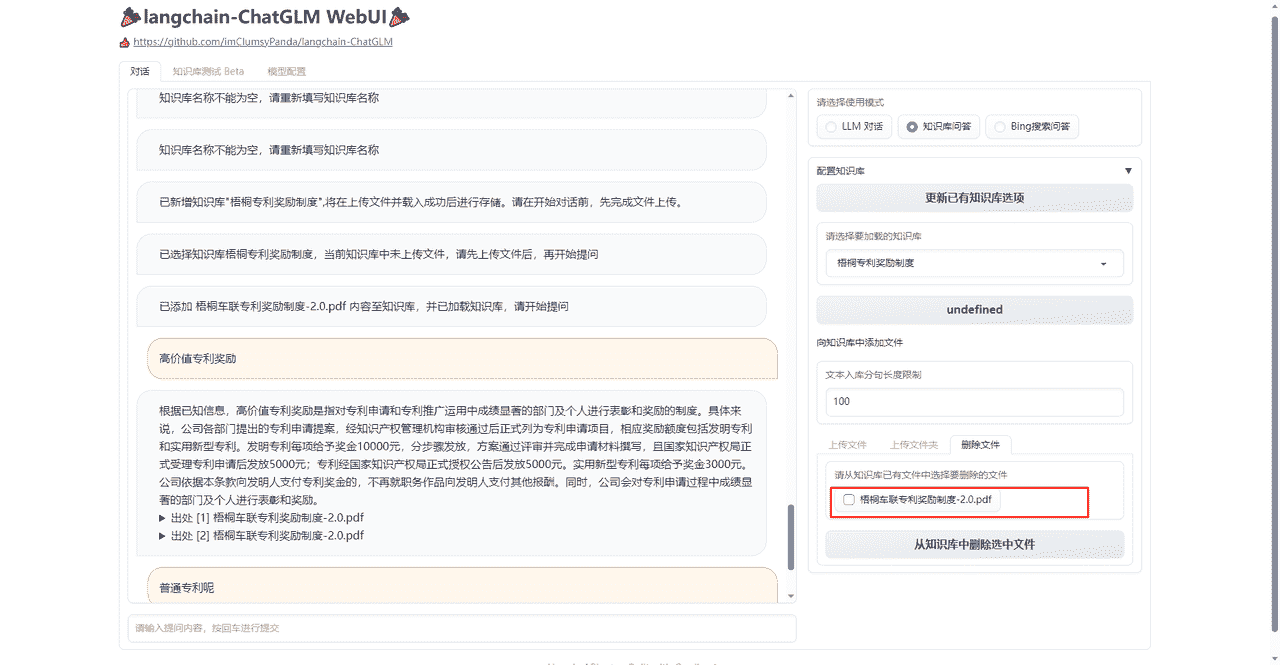 langchain-ChatGLM WebUI
https://github.com/imClumsyPanda/langchain-ChatGLM
对话 知识库测试 Beta 模型配置
知识库名称不能为空，请重新填写知识库名称
知识库名称不能为空，请重新填写知识库名称
已新增知识库"梧桐专利奖励制度",将在上传文件并载入成功后进行存储。请在开始对话前，先完成文件上传。
已选择知识库梧桐专利奖励制度，当前知识库中未上传文件，请先上传文件后，再开始提问
已添加 梧桐车联专利奖励制度-2.0.pdf 内容至知识库，并已加载知识库，请开始提问
高价值专利奖励
根据已知信息，高价值专利奖励是指对专利申请和专利推广运用中成绩显著的部门及个人进行表彰和奖励的制度。具体来
说，公司各部门提出的专利申请提案，经知识产权管理机构审核通过后正式列为专利申请项目，相应奖励额度包括发明专利
和实用新型专利。发明专利每项给予奖金10000元，分步骤发放，方案通过评审并完成申请材料撰写，且国家知识产权局正
式受理专利申请后发放5000元；专利经国家知识产权局正式授权公告后发放5000元。实用新型专利每项给予奖金3000元。
公司依据本条款向发明人支付专利奖金的，不再就职务作品向发明人支付其他报酬。同时，公司会对专利申请过程中成绩显
著的部门及个人进行表彰和奖励。
▶ 出处 [1] 梧桐车联专利奖励制度-2.0.pdf
▶ 出处 [2] 梧桐车联专利奖励制度-2.0.pdf
普通专利呢
请输入提问内容，按回车进行提交
请选择使用模式
LLM 对话 知识库问答 Bing搜索问答
配置知识库
更新已有知识库选项
请选择要加载的知识库
梧桐专利奖励制度
undefined
向知识库中添加文件
文本入库分句长度限制
100
上传文件 上传文件夹 删除文件
请从知识库已有文件中选择要删除的文件
梧桐车联专利奖励制度-2.0.pdf
从知识库中删除选中文件